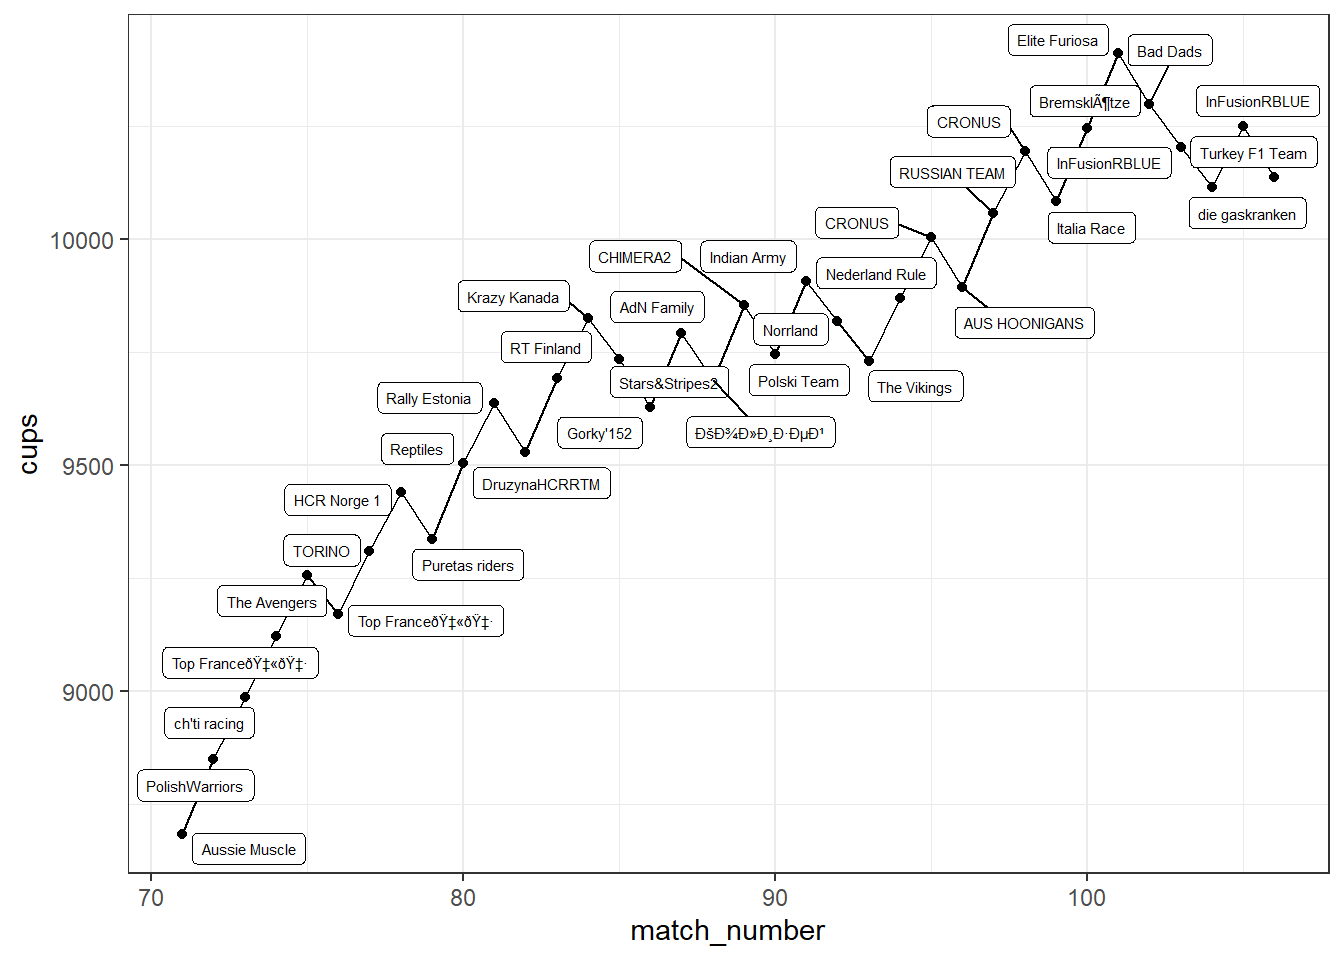 Elite Furiosa
Bad Dads
BremsklÃ¶tze
InFusionRBLUE
CRONUS
Turkey F1 Team
InFusionRBLUE
RUSSIAN TEAM
die gaskranken
CRONUS
Italia Race
CHIMERA2
Indian Army
Nederland Rule
Krazy Kanada
AdN Family
AUS HOONIGANS
Norrland
RT Finland
Stars&Stripes2
Polski Team
The Vikings
Rally Estonia
Gorky'152
ÐšÐ¾Ð»Ð¸Ð·ÐµÐ¹
Reptiles
DruzynaHCRRTM
HCR Norge 1
TORINO
Puretas riders
The Avengers
Top FranceðŸ‡«ðŸ‡·
Top FranceðŸ‡«ðŸ‡·
ch'ti racing
PolishWarriors
Aussie Muscle
10000
9500
9000
cups
70 80 90 100
match_number